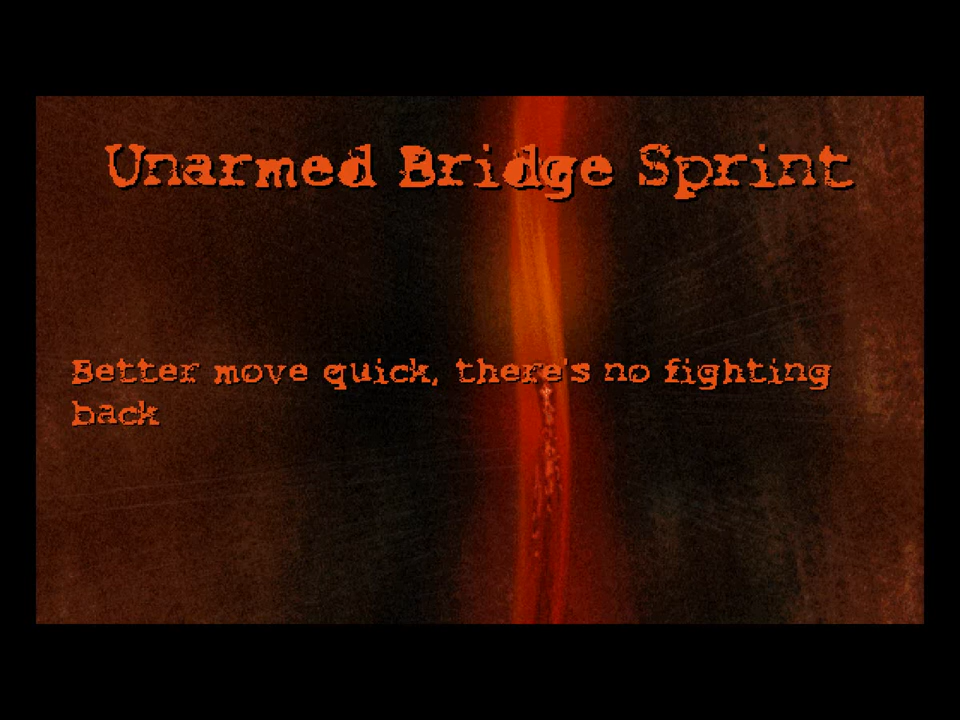 Unarmed Bridge Sprint
Better move quick, there's no fighting
back